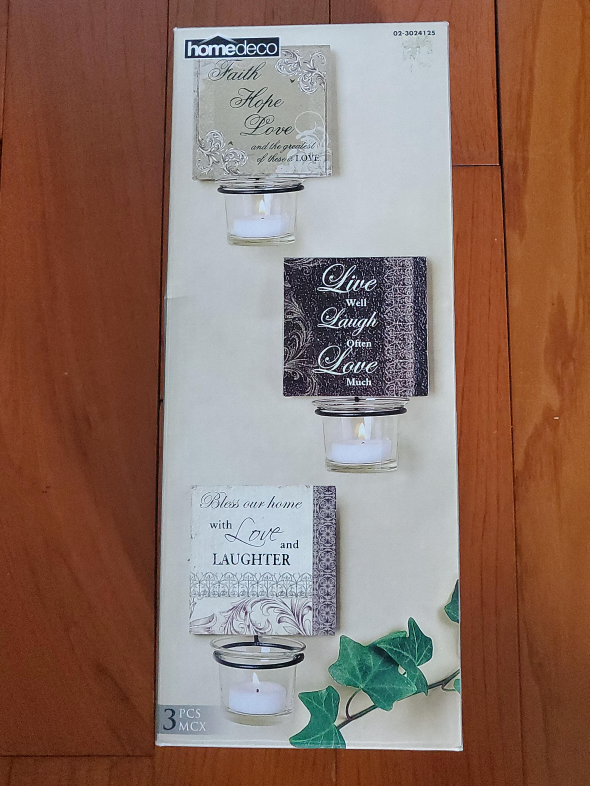 02-3024125
homedeco
Faith
Hope
Love
and the greatest
of these is LOVE
Live
Well
Laugh
Often
Love
Much
Bless our home
with Love and
LAUGHTER
3 PCS
MCX